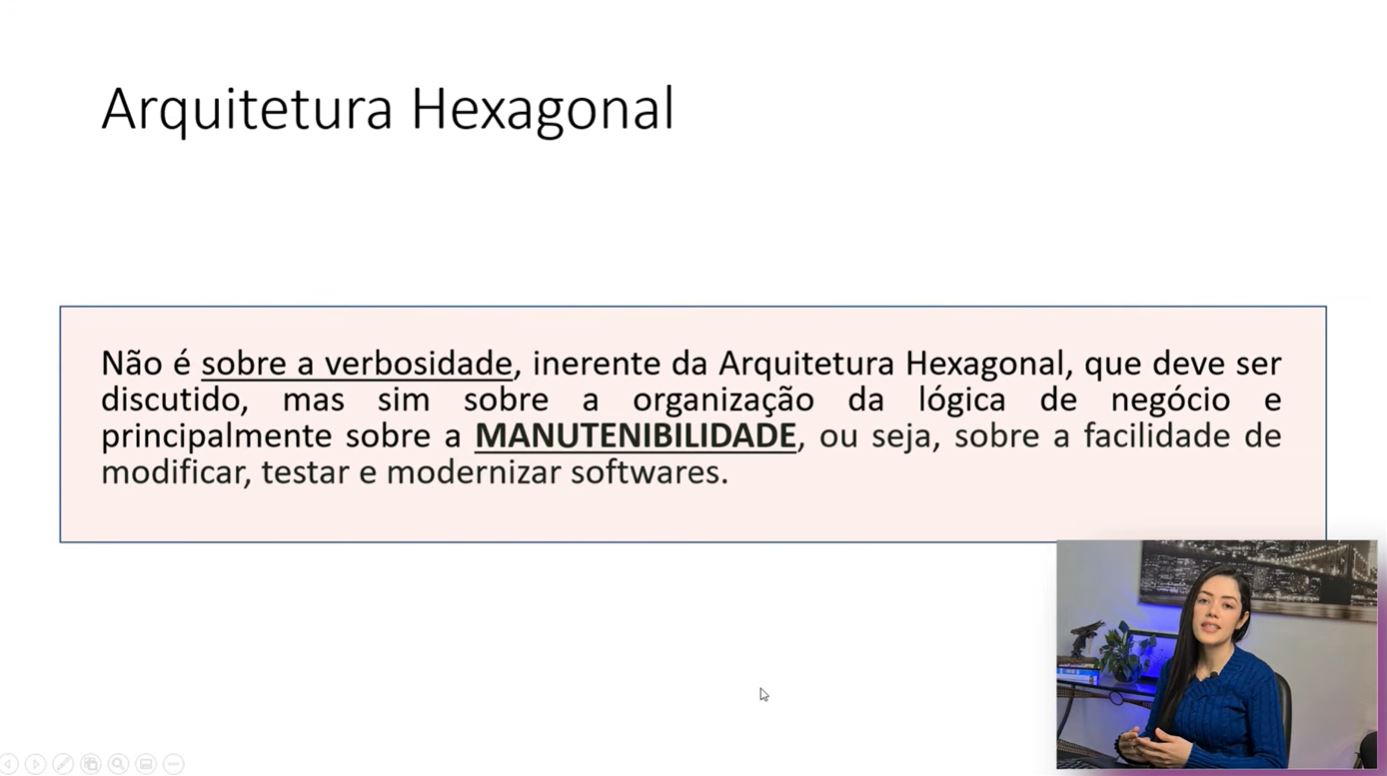 Arquitetura Hexagonal
Não é sobre a verbosidade, inerente da Arquitetura Hexagonal, que deve ser
discutido, mas sim sobre a organização da lógica de negócio e
principalmente sobre a MANUTENIBILIDADE, ou seja, sobre a facilidade de
modificar, testar e modernizar softwares.